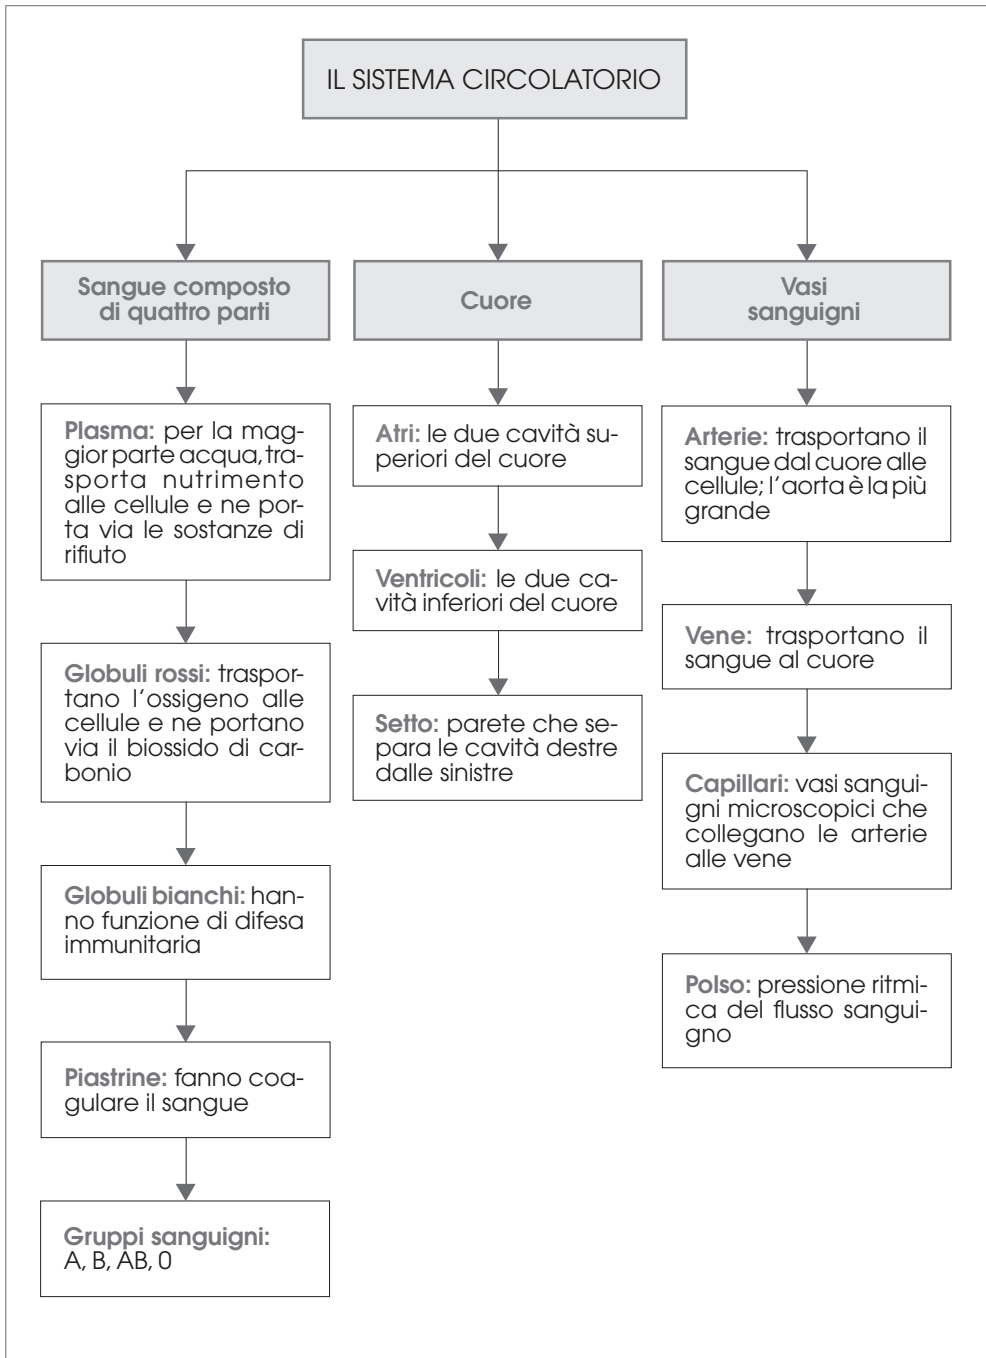 IL SISTEMA CIRCOLATORIO
Sangue composto
di quattro parti
Plasma: per la mag-
gior parte acqua, tra-
sporta nutrimento
alle cellule e ne por-
ta via le sostanze di
rifiuto
Globuli rossi: traspor-
tano l'ossigeno alle
cellule e ne portano
via il biossido di car-
bonio
Globuli bianchi: han-
no funzione di difesa
immunitaria
Piastrine: fanno coa-
gulare il sangue
Gruppi sanguigni:
A, B, AB, 0
Cuore
Atri: le due cavità su-
periori del cuore
Ventricoli: le due ca-
vità inferiori del cuore
Setto: parete che se-
para le cavità destre
dalle sinistre
Vasi
sanguigni
Arterie: trasportano il
sangue dal cuore alle
cellule; l'aorta è la più
grande
Vene: trasportano il
sangue al cuore
Capillari: vasi sangui-
gni microscopici che
collegano le arterie
alle vene
Polso: pressione ritmi-
ca del flusso sangui-
gno